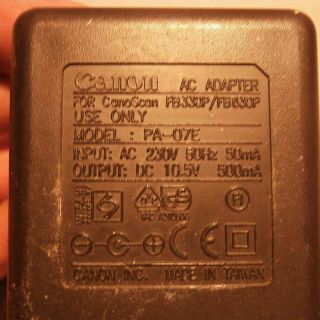 Canon AC ADAPTER
FOR CanoScan FB330P/FB630P
USE ONLY
MODEL : PA-07E
INPUT: AC 230V 50Hz 50mA
OUTPUT: DC 10.5V 500mA
CANON INC. MADE IN TAIWAN